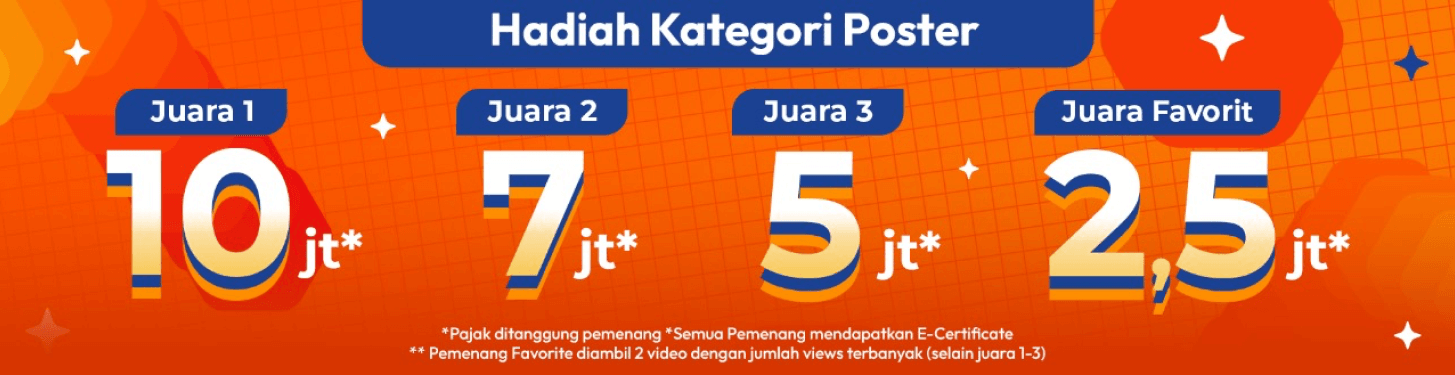 Hadiah Kategori Poster
Juara 1
10 jt*
Juara 2
7 jt*
Juara 3
5 jt*
Juara Favorit
2,5 jt*
*Pajak ditanggung pemenang *Semua Pemenang mendapatkan E-Certificate
** Pemenang Favorite diambil 2 video dengan jumlah views terbanyak (selain juara 1-3)